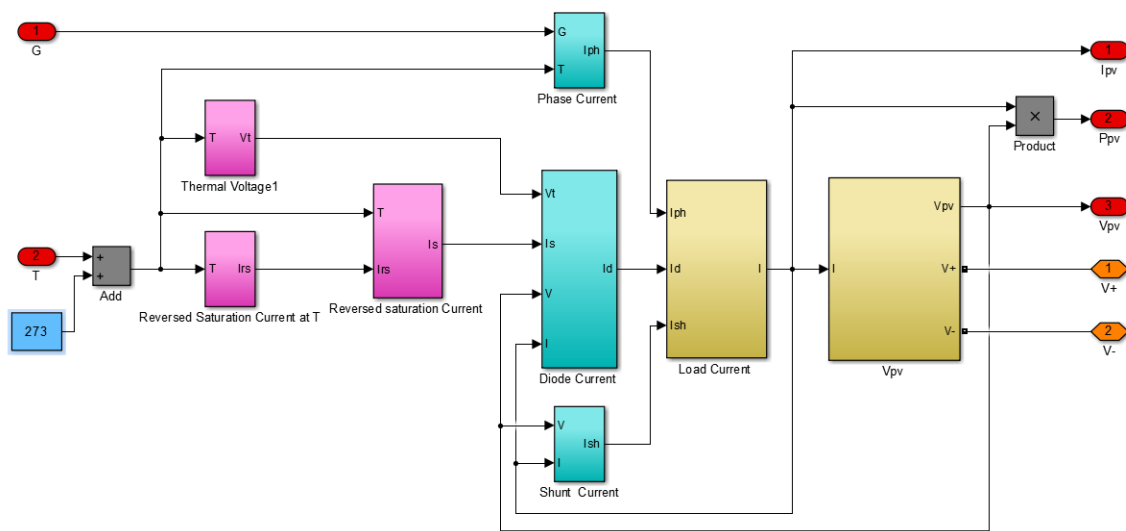 1
G
G
T
Iph
Phase Current
1
Ipv
×
Product
2
Ppv
T
Vt
Thermal Voltage1
T
Irs
Is
Reversed saturation Current
Vt
Is
V
I
Id
Diode Current
Iph
Id
Ish
I
Load Current
I
Vpv
V+
V-
Vpv
3
Vpv
1
V+
2
V-
2
T
+
+
Add
273
T
Irs
Reversed Saturation Current at T
V
I
Ish
Shunt Current